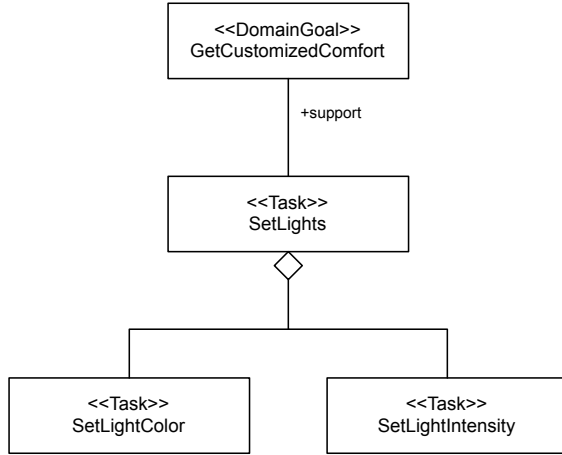 <<DomainGoal>>
GetCustomizedComfort
+support
<<Task>>
SetLights
<<Task>>
SetLightColor
<<Task>>
SetLightIntensity